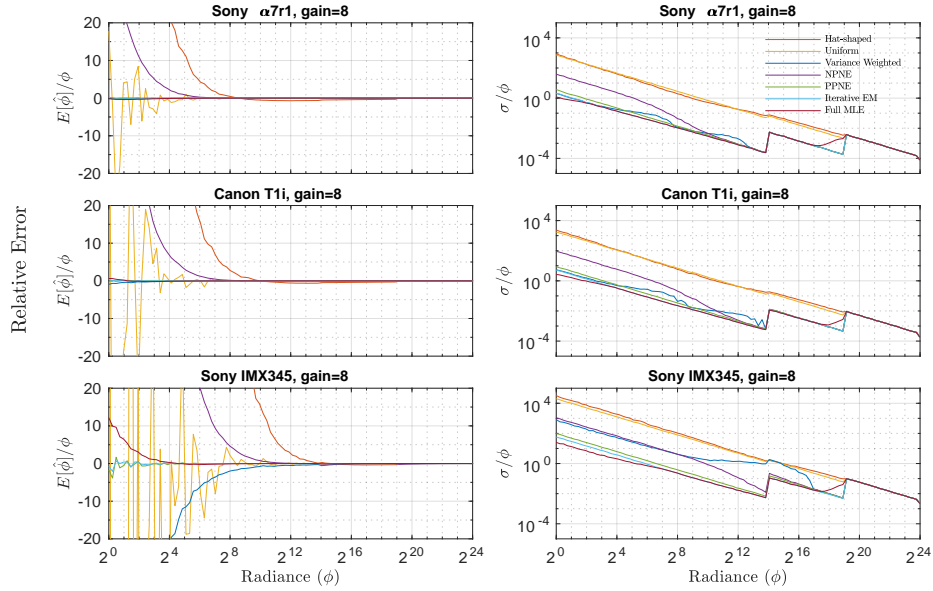 Sony α7r1, gain=8
20
10
0
-10
-20
E[ϕ̂]/ϕ
Sony α7r1, gain=8
10^4
10^0
10^-4
σ/ϕ
Hat-shaped
Uniform
Variance Weighted
NPNE
PPNE
Iterative EM
Full MLE
Relative Error
Canon T1i, gain=8
20
10
0
-10
-20
E[ϕ̂]/ϕ
Canon T1i, gain=8
10^4
10^0
10^-4
σ/ϕ
Sony IMX345, gain=8
20
10
0
-10
-20
E[ϕ̂]/ϕ
2^0 2^4 2^8 2^12 2^16 2^20 2^24
Radiance (ϕ)
Sony IMX345, gain=8
10^4
10^0
10^-4
σ/ϕ
2^0 2^4 2^8 2^12 2^16 2^20 2^24
Radiance (ϕ)